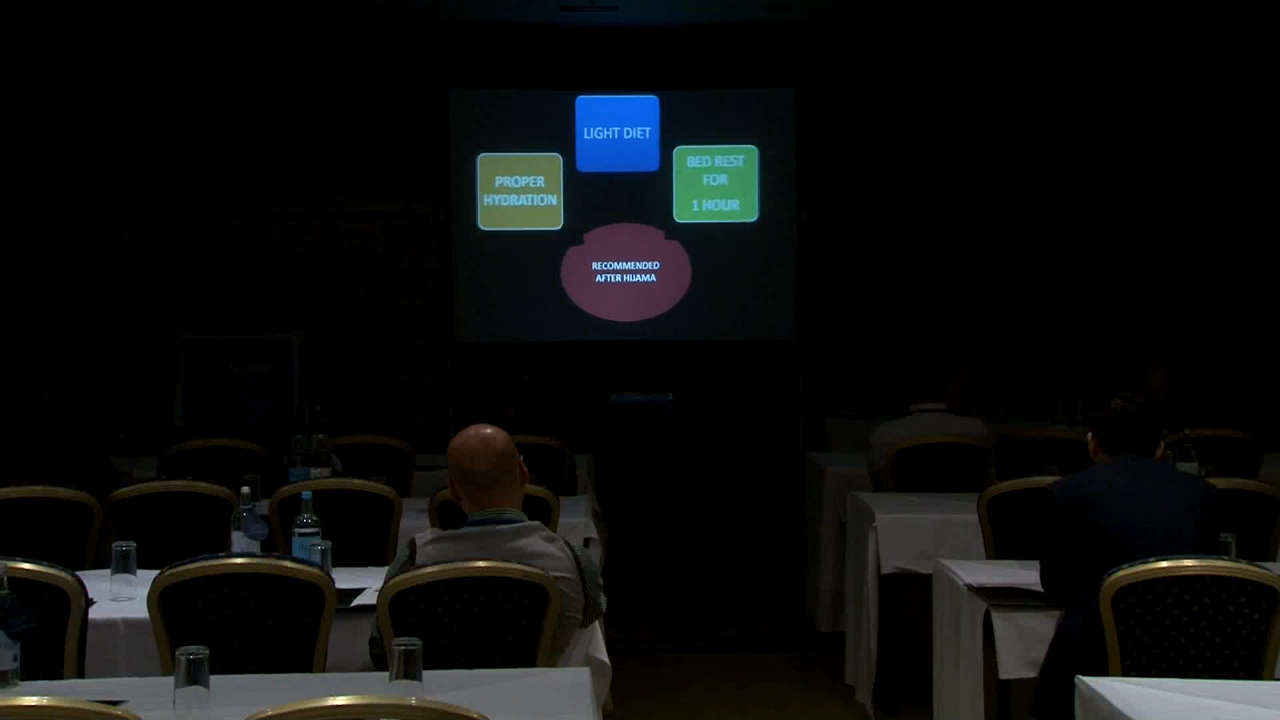 LIGHT DIET
PROPER
HYDRATION
BED REST
FOR
1 HOUR
RECOMMENDED
AFTER HIJAMA